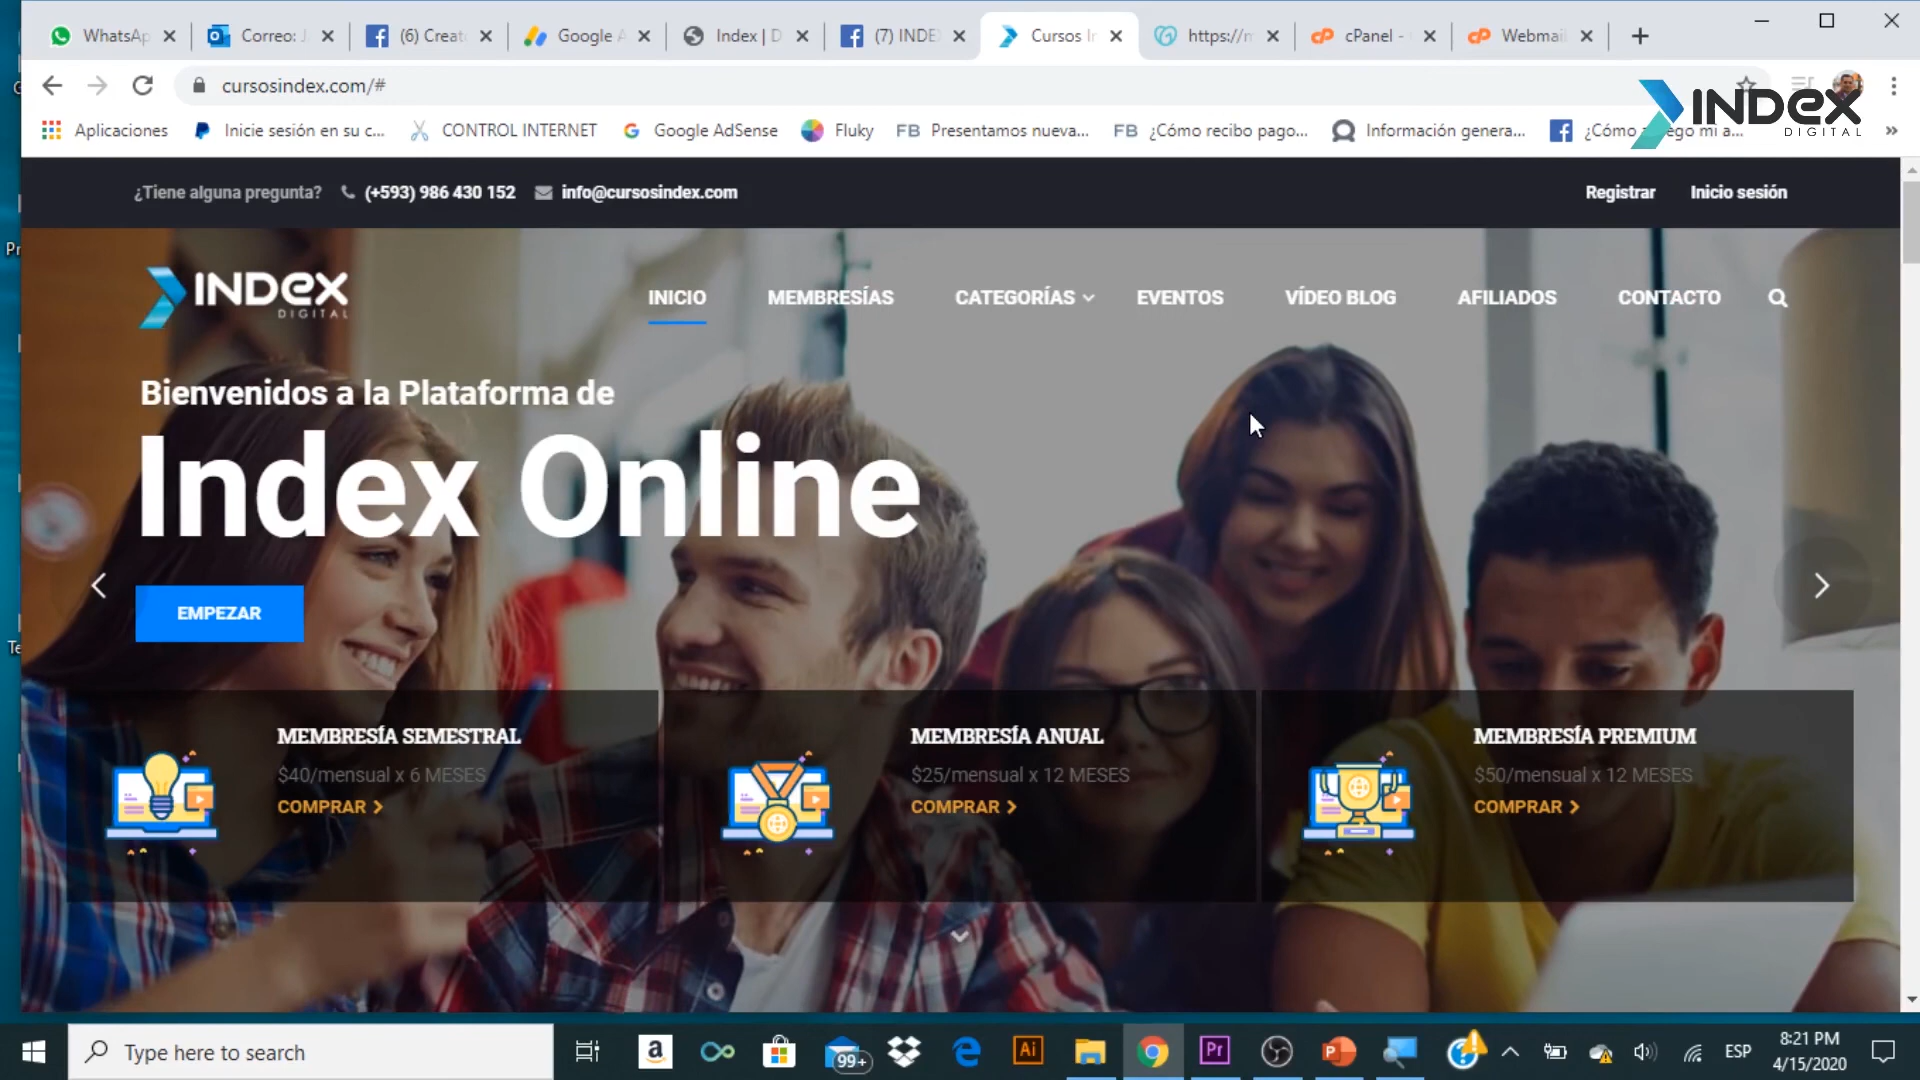 WhatsAp
Correo: J
(6) Creat
Google A
Index | D
(7) INDE
Cursos In
https://m
cPanel -
Webmail
cursosindex.com/#
INDEX
DIGITAL
Aplicaciones
Inicie sesión en su c...
CONTROL INTERNET
Google AdSense
Fluky
FB Presentamos nueva...
FB ¿Cómo recibo pago...
Información genera...
»
¿Tiene alguna pregunta? (+593) 986 430 152 info@cursosindex.com
Registrar Inicio sesión
INDEX
DIGITAL
INICIO MEMBRESÍAS CATEGORÍAS EVENTOS VÍDEO BLOG AFILIADOS CONTACTO
Bienvenidos a la Plataforma de
Index Online
EMPEZAR
MEMBRESÍA SEMESTRAL
$40/mensual x 6 MESES
COMPRAR
MEMBRESÍA ANUAL
$25/mensual x 12 MESES
COMPRAR
MEMBRESÍA PREMIUM
$50/mensual x 12 MESES
COMPRAR
Type here to search
99+
Ai
Pr
ESP
8:21 PM
4/15/2020